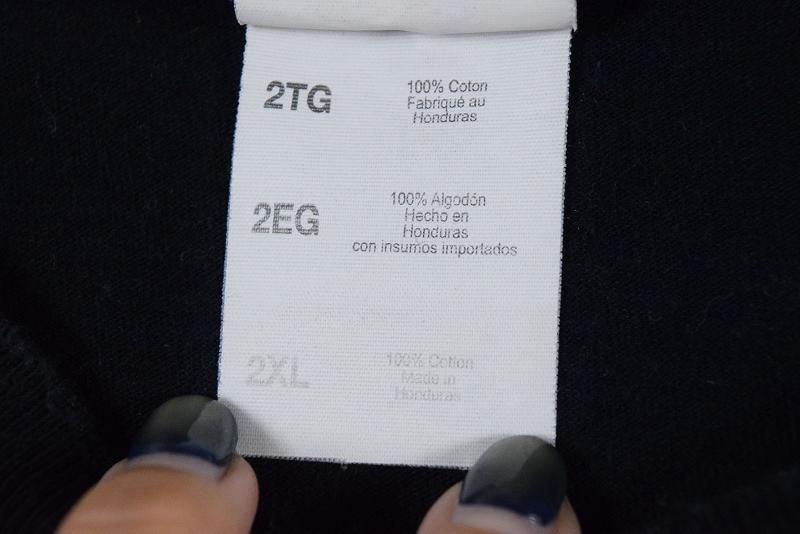 2TG
100% Coton
Fabriqué au
Honduras
2EG
100% Algodón
Hecho en
Honduras
con insumos importados
2XL
100% Cotton
Made in
Honduras